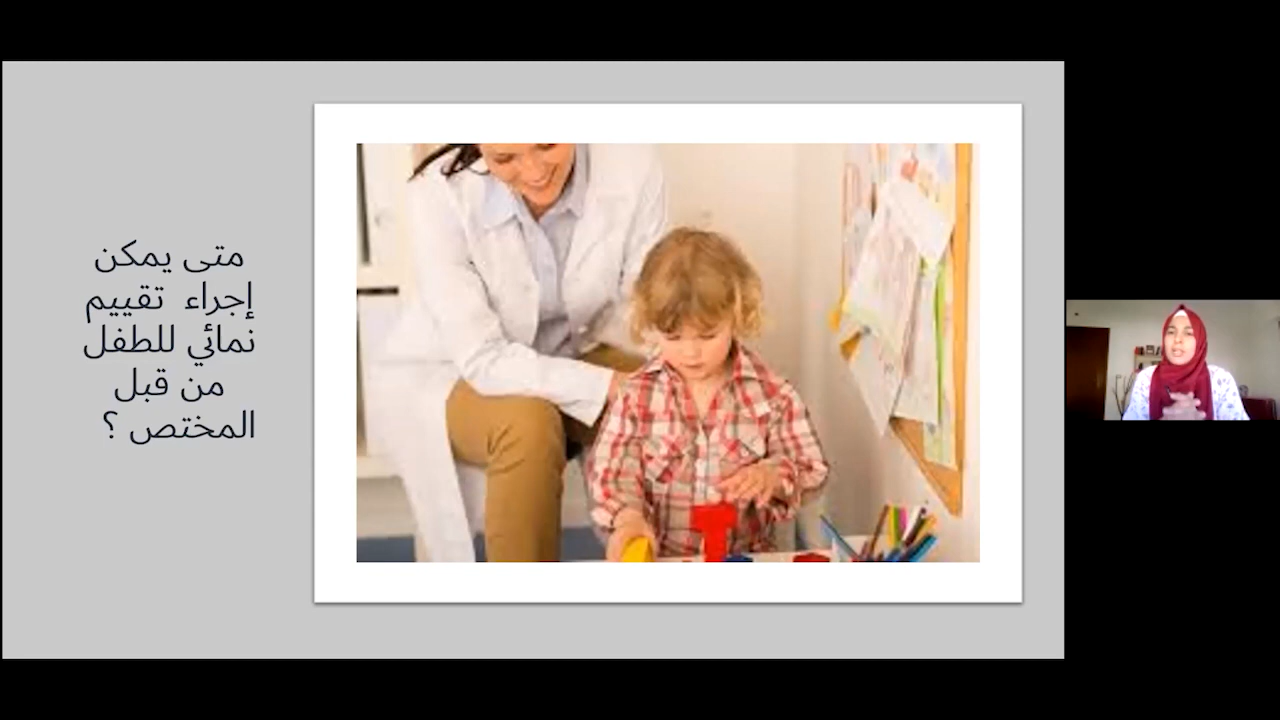 متى يمكن
إجراء تقييم
نمائي للطفل
من قبل
المختص ؟